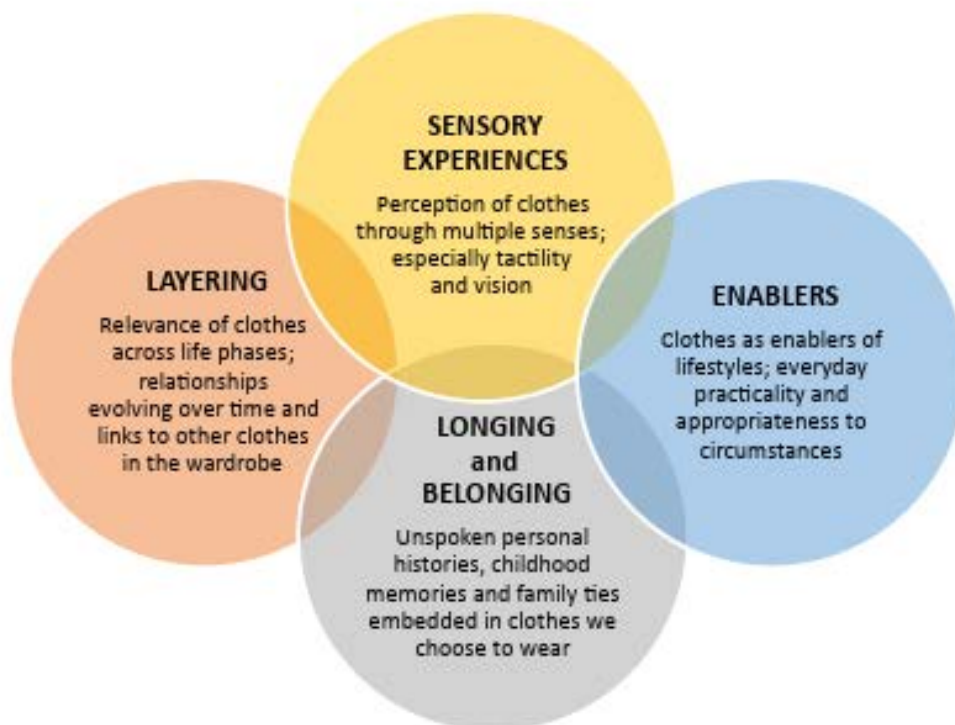 SENSORY
EXPERIENCES
Perception of clothes
through multiple senses;
especially tactility
and vision
LAYERING
Relevance of clothes
across life phases;
relationships
evolving over time and
links to other clothes
in the wardrobe
ENABLERS
Clothes as enablers of
lifestyles; everyday
practicality and
appropriateness to
circumstances
LONGING
and
BELONGING
Unspoken personal
histories, childhood
memories and family ties
embedded in clothes we
choose to wear